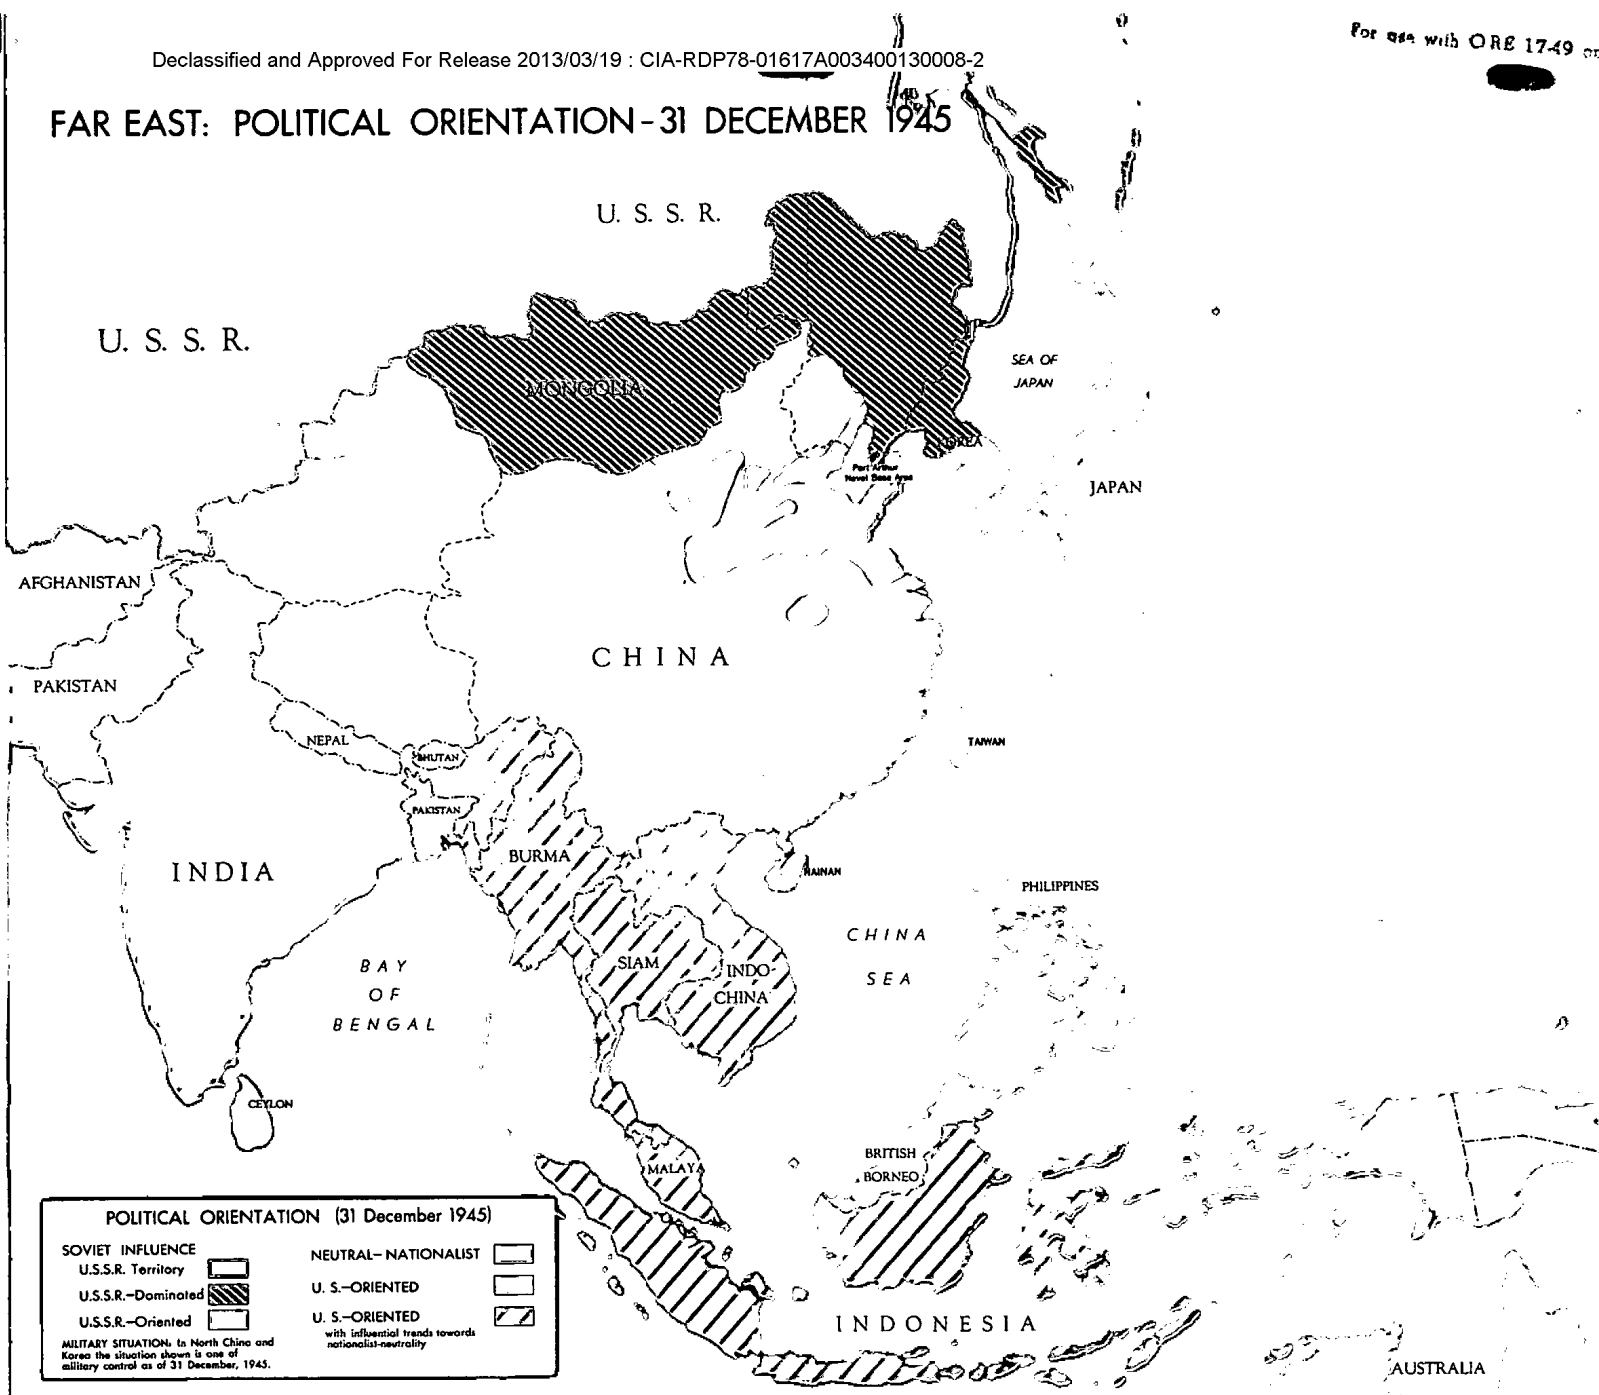 Declassified and Approved For Release 2013/03/19 : CIA-RDP78-01617A003400130008-2
For use with ORE 17-49
FAR EAST: POLITICAL ORIENTATION-31 DECEMBER 1945
U. S. S. R.
U. S. S. R.
SEA OF
JAPAN
MONGOLIA
KOREA
Port Arthur
Naval Base Area
JAPAN
AFGHANISTAN
CHINA
PAKISTAN
NEPAL
BHUTAN
TAIWAN
PAKISTAN
BURMA
INDIA
HAINAN
PHILIPPINES
CHINA
SEA
SIAM
INDO-
CHINA
BAY
OF
BENGAL
CEYLON
BRITISH
BORNEO
MALAYA
INDONESIA
AUSTRALIA
POLITICAL ORIENTATION (31 December 1945)
SOVIET INFLUENCE
U.S.S.R. Territory
U.S.S.R.-Dominated
U.S.S.R.-Oriented
MILITARY SITUATION: In North China and
Korea the situation shown is one of
military control as of 31 December, 1945.
NEUTRAL-NATIONALIST
U. S.-ORIENTED
U. S.-ORIENTED
with influential trends towards
nationalist-neutrality